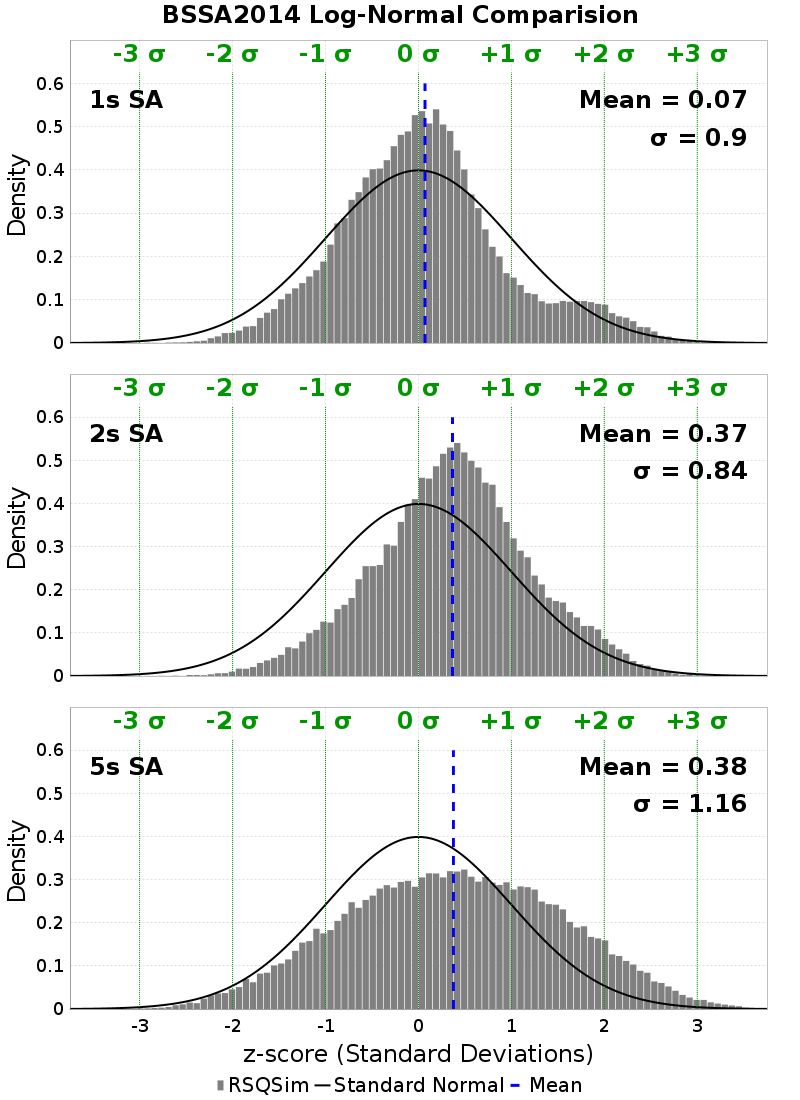 BSSA2014 Log-Normal Comparision
-3 σ -2 σ -1 σ 0 σ +1 σ +2 σ +3 σ
1s SA
Mean = 0.07
σ = 0.9
Density
0.6
0.5
0.4
0.3
0.2
0.1
0
-3 σ -2 σ -1 σ 0 σ +1 σ +2 σ +3 σ
2s SA
Mean = 0.37
σ = 0.84
Density
0.6
0.5
0.4
0.3
0.2
0.1
0
-3 σ -2 σ -1 σ 0 σ +1 σ +2 σ +3 σ
5s SA
Mean = 0.38
σ = 1.16
Density
0.6
0.5
0.4
0.3
0.2
0.1
0
-3 -2 -1 0 1 2 3
z-score (Standard Deviations)
RSQSim Standard Normal Mean